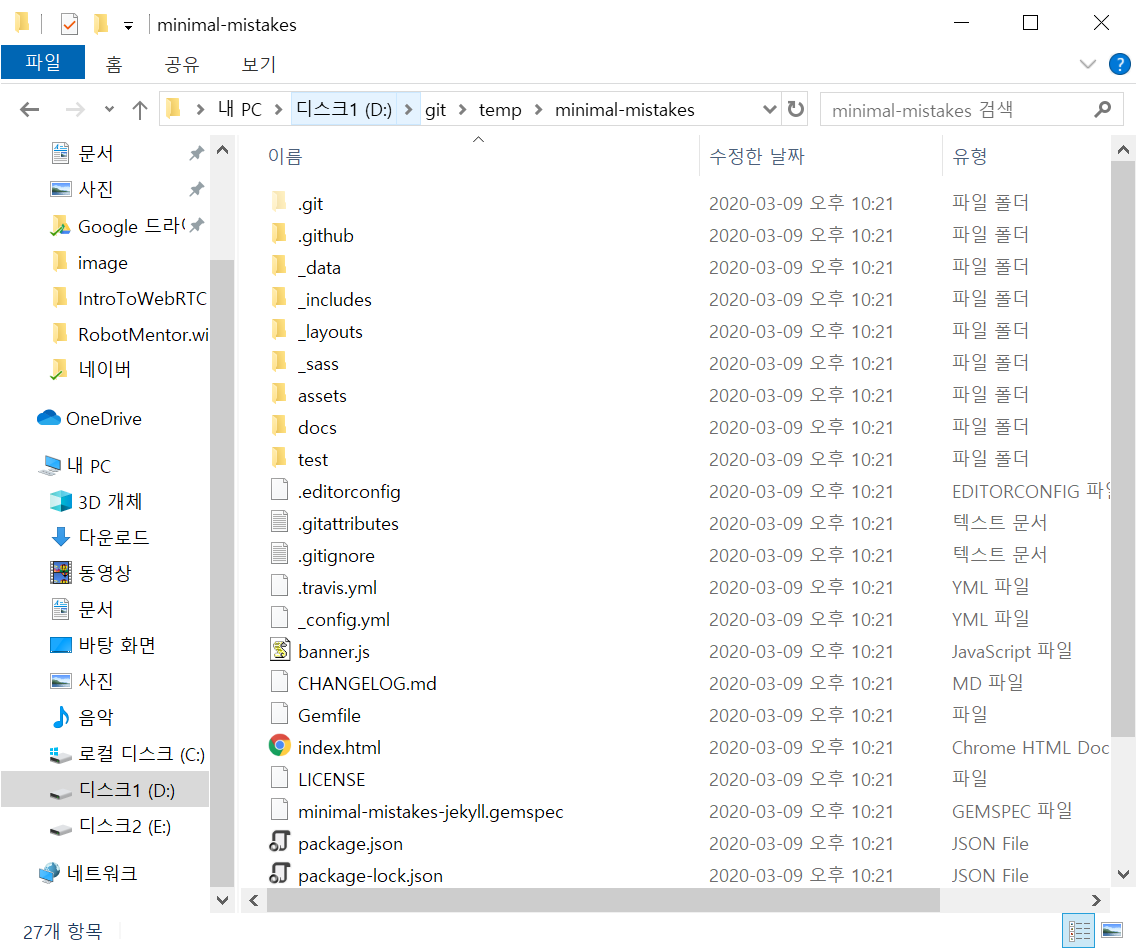 minimal-mistakes
파일 홈 공유 보기
내 PC 디스크1 (D:) git temp minimal-mistakes minimal-mistakes 검색
문서
사진
Google 드라이
image
IntroToWebRTC
RobotMentor.wi
네이버
OneDrive
내 PC
3D 개체
다운로드
동영상
문서
바탕 화면
사진
음악
로컬 디스크 (C:)
디스크1 (D:)
디스크2 (E:)
네트워크
이름 수정한 날짜 유형
.git 2020-03-09 오후 10:21 파일 폴더
.github 2020-03-09 오후 10:21 파일 폴더
_data 2020-03-09 오후 10:21 파일 폴더
_includes 2020-03-09 오후 10:21 파일 폴더
_layouts 2020-03-09 오후 10:21 파일 폴더
_sass 2020-03-09 오후 10:21 파일 폴더
assets 2020-03-09 오후 10:21 파일 폴더
docs 2020-03-09 오후 10:21 파일 폴더
test 2020-03-09 오후 10:21 파일 폴더
.editorconfig 2020-03-09 오후 10:21 EDITORCONFIG 파일
.gitattributes 2020-03-09 오후 10:21 텍스트 문서
.gitignore 2020-03-09 오후 10:21 텍스트 문서
.travis.yml 2020-03-09 오후 10:21 YML 파일
_config.yml 2020-03-09 오후 10:21 YML 파일
banner.js 2020-03-09 오후 10:21 JavaScript 파일
CHANGELOG.md 2020-03-09 오후 10:21 MD 파일
Gemfile 2020-03-09 오후 10:21 파일
index.html 2020-03-09 오후 10:21 Chrome HTML Doc
LICENSE 2020-03-09 오후 10:21 파일
minimal-mistakes-jekyll.gemspec 2020-03-09 오후 10:21 GEMSPEC 파일
package.json 2020-03-09 오후 10:21 JSON File
package-lock.json 2020-03-09 오후 10:21 JSON File
27개 항목